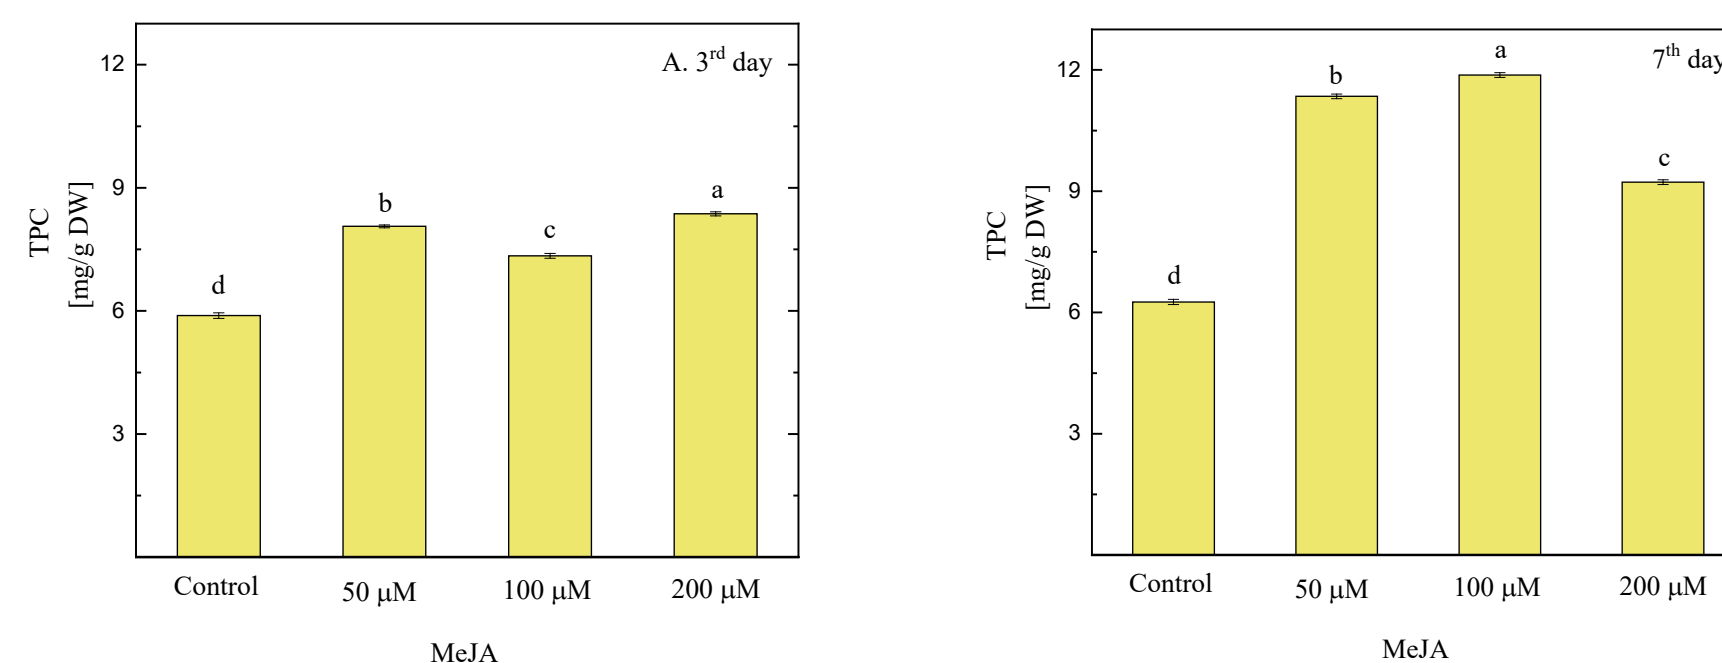 A. 3rd day
12
9
6
3
TPC
[mg/g DW]
d
b
c
a
Control
50 μM
100 μM
200 μM
MeJA
7th day
12
9
6
3
TPC
[mg/g DW]
d
b
a
c
Control
50 μM
100 μM
200 μM
MeJA